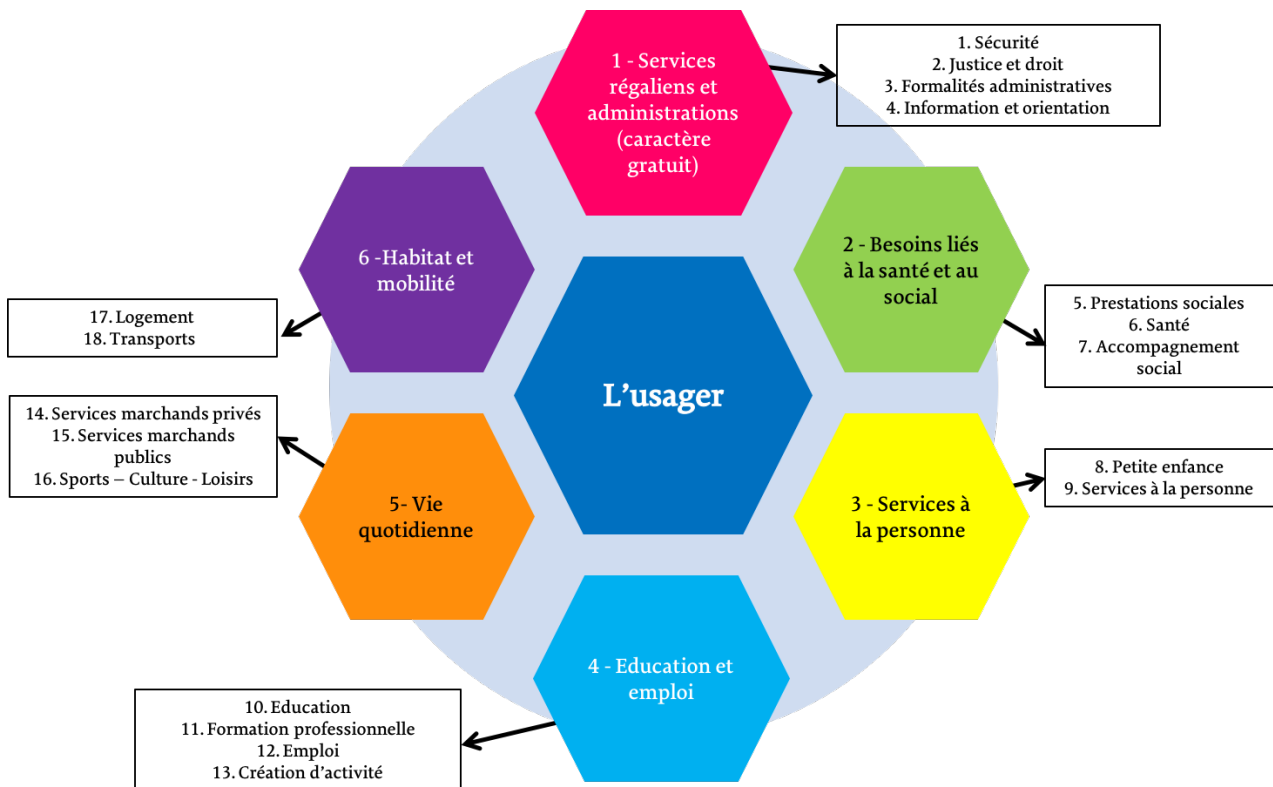 1 - Services
régaliens et
administrations
(caractère
gratuit)
1. Sécurité
2. Justice et droit
3. Formalités administratives
4. Information et orientation
2 - Besoins liés
à la santé et au
social
5. Prestations sociales
6. Santé
7. Accompagnement
social
3 - Services à
la personne
8. Petite enfance
9. Services à la personne
4 - Education et
emploi
10. Education
11. Formation professionnelle
12. Emploi
13. Création d'activité
5- Vie
quotidienne
14. Services marchands privés
15. Services marchands
publics
16. Sports – Culture - Loisirs
6 -Habitat et
mobilité
17. Logement
18. Transports
L'usager